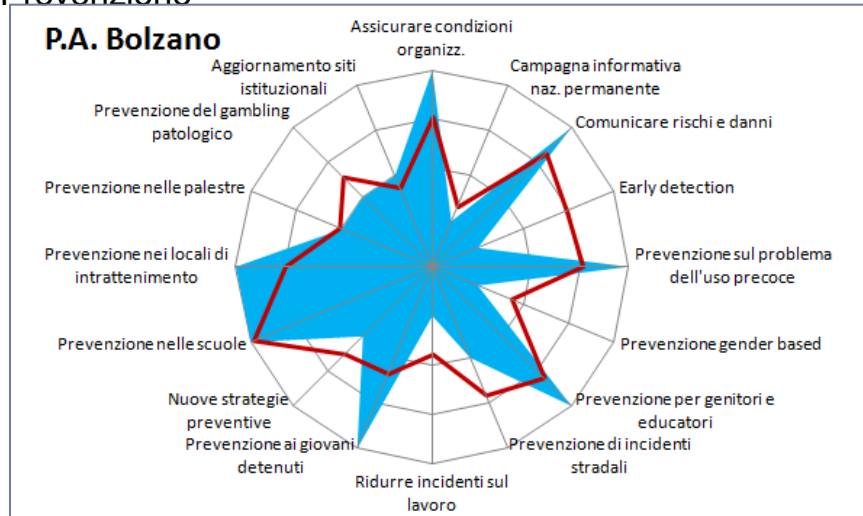 Prevenzione
P.A. Bolzano
Assicurare condizioni
organizz.
Campagna informativa
naz. permanente
Comunicare rischi e danni
Early detection
Prevenzione sul problema
dell'uso precoce
Prevenzione gender based
Prevenzione per genitori e
educatori
Prevenzione di incidenti
stradali
Ridurre incidenti sul
lavoro
Prevenzione ai giovani
detenuti
Nuove strategie
preventive
Prevenzione nelle scuole
Prevenzione nei locali di
intrattenimento
Prevenzione nelle palestre
Prevenzione del gambling
patologico
Aggiornamento siti
istituzionali